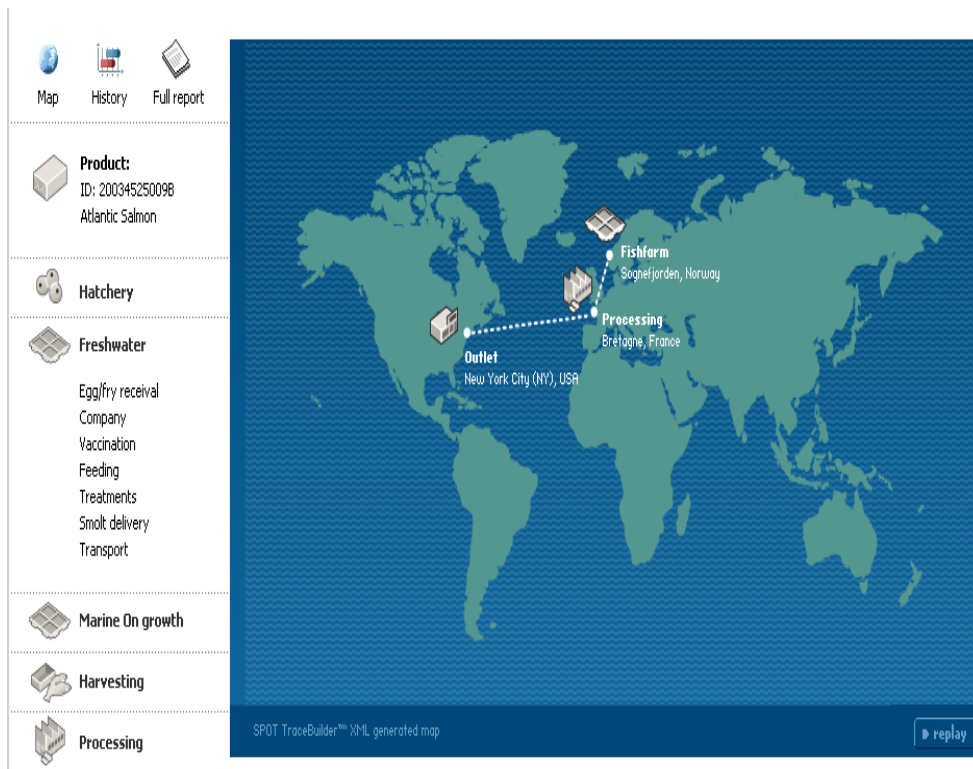 Map
History
Full report
Product:
ID: 20034525009B
Atlantic Salmon
Hatchery
Freshwater
Egg/fry receival
Company
Vaccination
Feeding
Treatments
Smolt delivery
Transport
Marine On growth
Harvesting
Processing
Fishfarm
Sognefjorden, Norway
Processing
Bretagne, France
Outlet
New York City (NY), USA
SPOT TraceBuilder™ XML generated map
replay